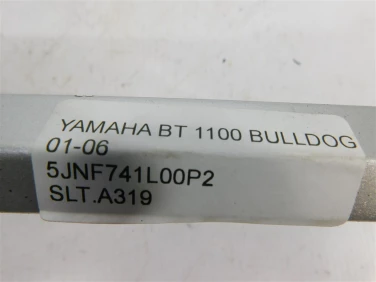 YAMAHA BT 1100 BULLDOG
01-06
5JNF741L00P2
SLT.A319